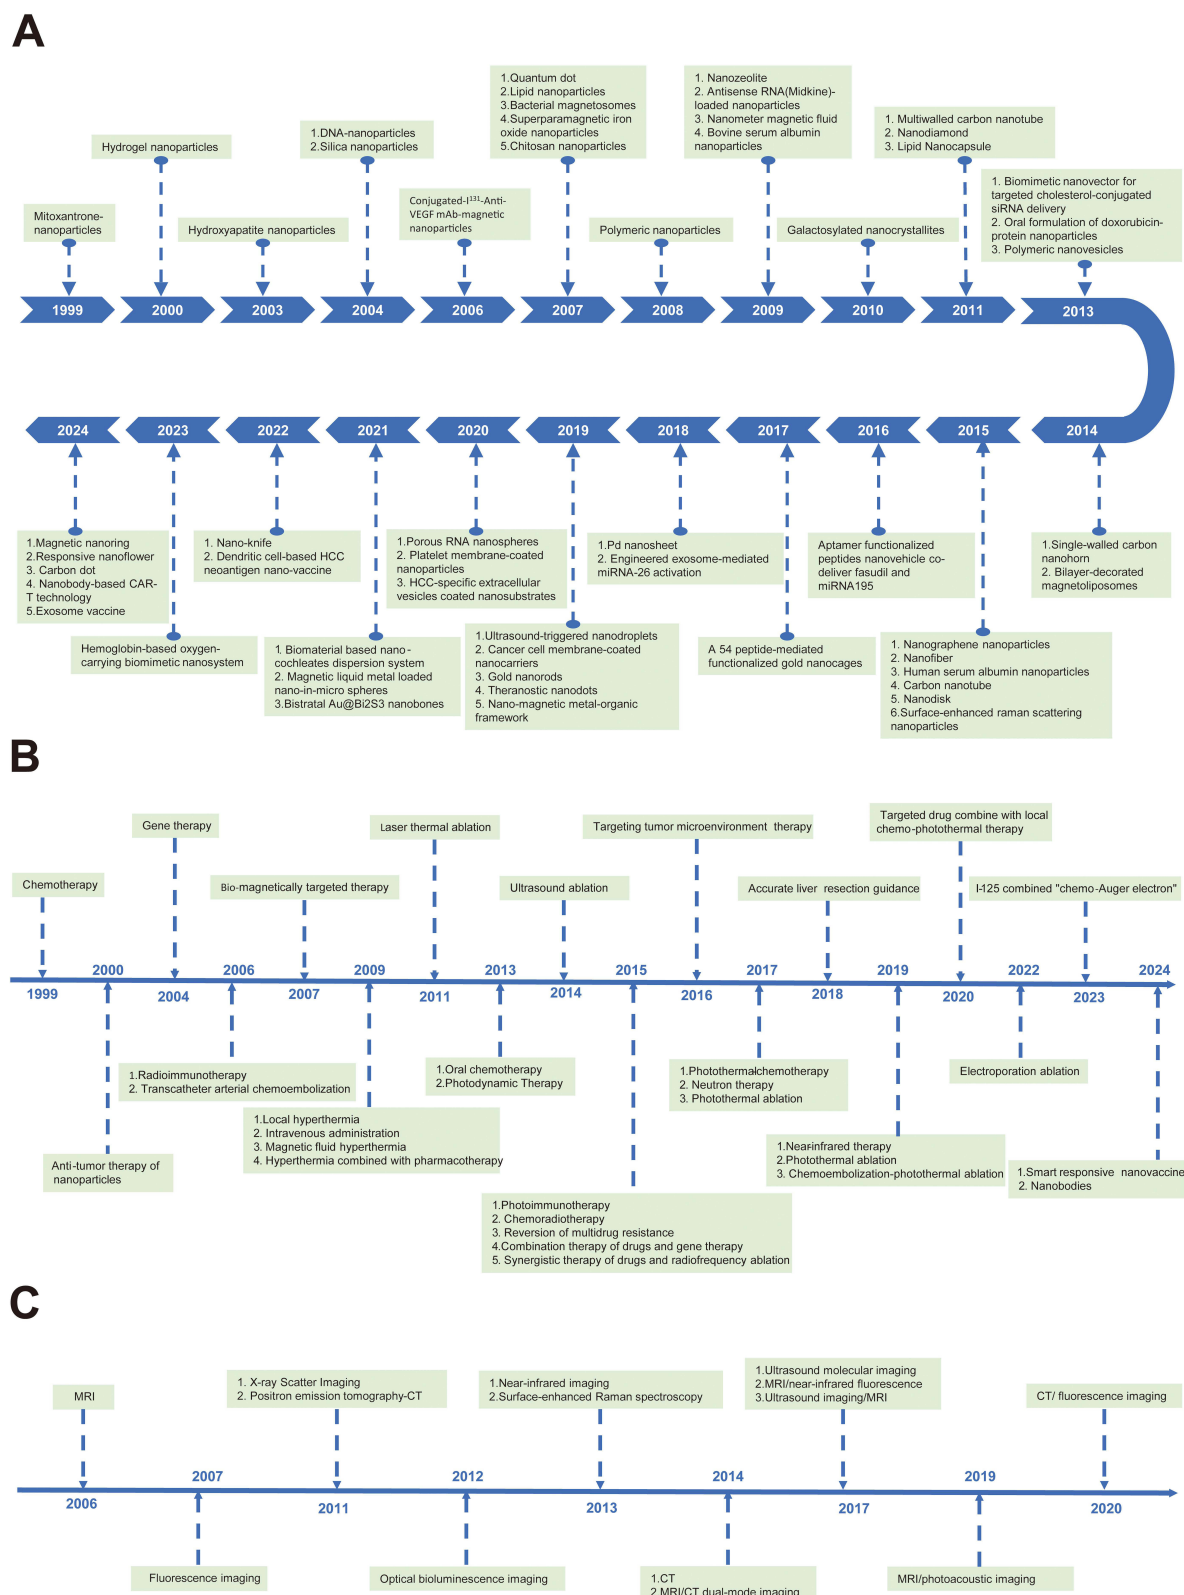 A
Mitoxantrone-
nanoparticles
Hydrogel nanoparticles
Hydroxyapatite nanoparticles
1.DNA-nanoparticles
2.Silica nanoparticles
Conjugated-I131-Anti-
VEGF mAb-magnetic
nanoparticles
1.Quantum dot
2.Lipid nanoparticles
3.Bacterial magnetosomes
4.Superparamagnetic iron
oxide nanoparticles
5.Chitosan nanoparticles
Polymeric nanoparticles
1. Nanozeolite
2. Antisense RNA(Midkine)-
loaded nanoparticles
3. Nanometer magnetic fluid
4. Bovine serum albumin
nanoparticles
Galactosylated nanocrystallites
1. Multiwalled carbon nanotube
2. Nanodiamond
3. Lipid Nanocapsule
1. Biomimetic nanovector for
targeted cholesterol-conjugated
siRNA delivery
2. Oral formulation of doxorubicin-
protein nanoparticles
3. Polymeric nanovesicles
1999
2000
2003
2004
2006
2007
2008
2009
2010
2011
2013
2024
2023
2022
2021
2020
2019
2018
2017
2016
2015
2014
1.Magnetic nanoring
2.Responsive nanoflower
3. Carbon dot
4. Nanobody-based CAR-
T technology
5.Exosome vaccine
Hemoglobin-based oxygen-
carrying biomimetic nanosystem
1. Nano-knife
2. Dendritic cell-based HCC
neoantigen nano-vaccine
1. Biomaterial based nano-
cochleates dispersion system
2. Magnetic liquid metal loaded
nano-in-micro spheres
3.Bistratal Au@Bi2S3 nanobones
1.Porous RNA nanospheres
2. Platelet membrane-coated
nanoparticles
3. HCC-specific extracellular
vesicles coated nanosubstrates
1.Ultrasound-triggered nanodroplets
2. Cancer cell membrane-coated
nanocarriers
3. Gold nanorods
4. Theranostic nanodots
5. Nano-magnetic metal-organic
framework
1.Pd nanosheet
2. Engineered exosome-mediated
miRNA-26 activation
A 54 peptide-mediated
functionalized gold nanocages
Aptamer functionalized
peptides nanovehicle co-
deliver fasudil and
miRNA195
1. Nanographene nanoparticles
2. Nanofiber
3. Human serum albumin nanoparticles
4. Carbon nanotube
5. Nanodisk
6.Surface-enhanced raman scattering
nanoparticles
1.Single-walled carbon
nanohorn
2. Bilayer-decorated
magnetoliposomes
B
Chemotherapy
Gene therapy
Bio-magnetically targeted therapy
Laser thermal ablation
Ultrasound ablation
Targeting tumor microenvironment therapy
Accurate liver resection guidance
Targeted drug combine with local
chemo-photothermal therapy
I-125 combined "chemo-Auger electron"
2000
2006
2009
2013
2015
2017
2019
2022
2024
1999
2004
2007
2011
2014
2016
2018
2020
2023
Anti-tumor therapy of
nanoparticles
1.Radioimmunotherapy
2. Transcatheter arterial chemoembolization
1.Local hyperthermia
2. Intravenous administration
3. Magnetic fluid hyperthermia
4. Hyperthermia combined with pharmacotherapy
1.Oral chemotherapy
2.Photodynamic Therapy
1.Photoimmunotherapy
2. Chemoradiotherapy
3. Reversion of multidrug resistance
4.Combination therapy of drugs and gene therapy
5. Synergistic therapy of drugs and radiofrequency ablation
1.Photothermal-chemotherapy
2. Neutron therapy
3. Photothermal ablation
1.Near-infrared therapy
2.Photothermal ablation
3. Chemoembolization-photothermal ablation
Electroporation ablation
1.Smart responsive nanovaccine
2. Nanobodies
C
MRI
1. X-ray Scatter Imaging
2. Positron emission tomography-CT
1.Near-infrared imaging
2.Surface-enhanced Raman spectroscopy
1.Ultrasound molecular imaging
2.MRI/near-infrared fluorescence
3.Ultrasound imaging/MRI
CT/ fluorescence imaging
2007
2012
2014
2019
2006
2011
2013
2017
2020
Fluorescence imaging
Optical bioluminescence imaging
1.CT
2.MRI/CT dual-mode imaging
MRI/photoacoustic imaging